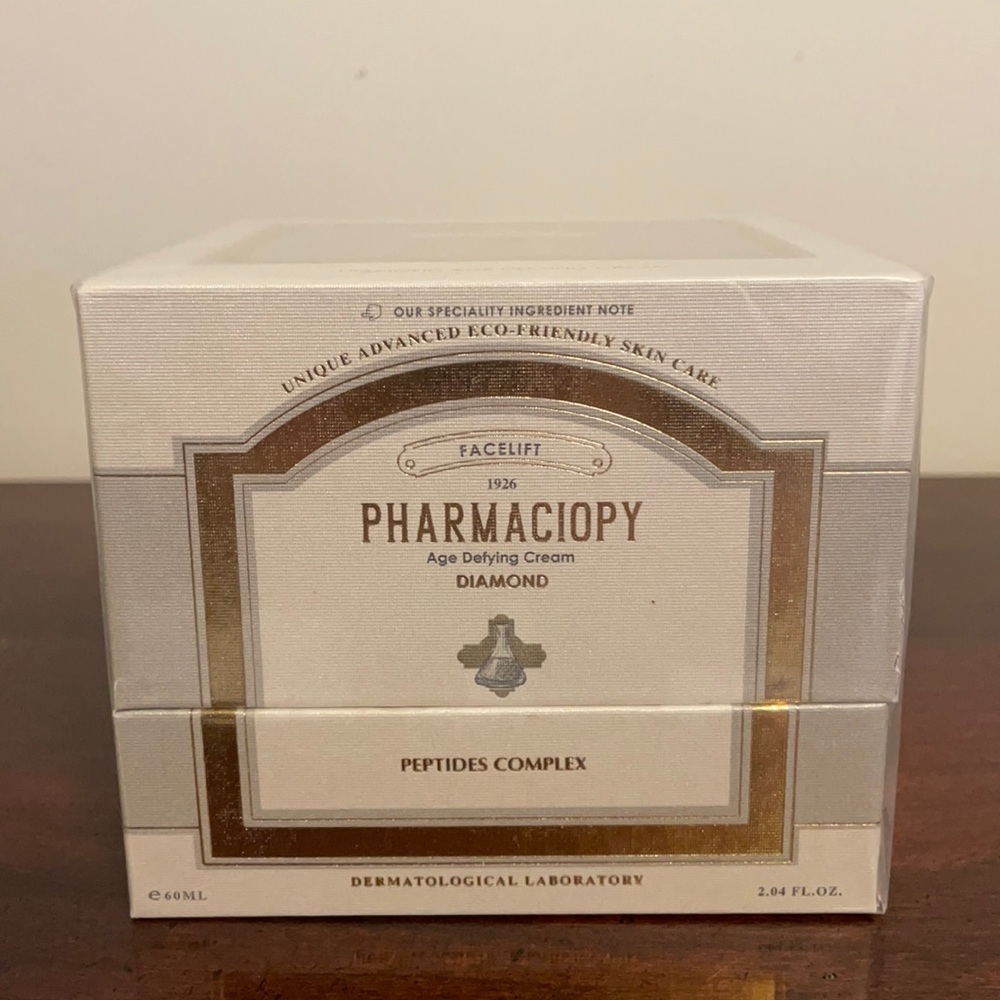 OUR SPECIALITY INGREDIENT NOTE
UNIQUE ADVANCED ECO-FRIENDLY SKIN CARE
FACELIFT
1926
PHARMACIOPY
Age Defying Cream
DIAMOND
PEPTIDES COMPLEX
DERMATOLOGICAL LABORATORY
e60ML
2.04 FL.OZ.